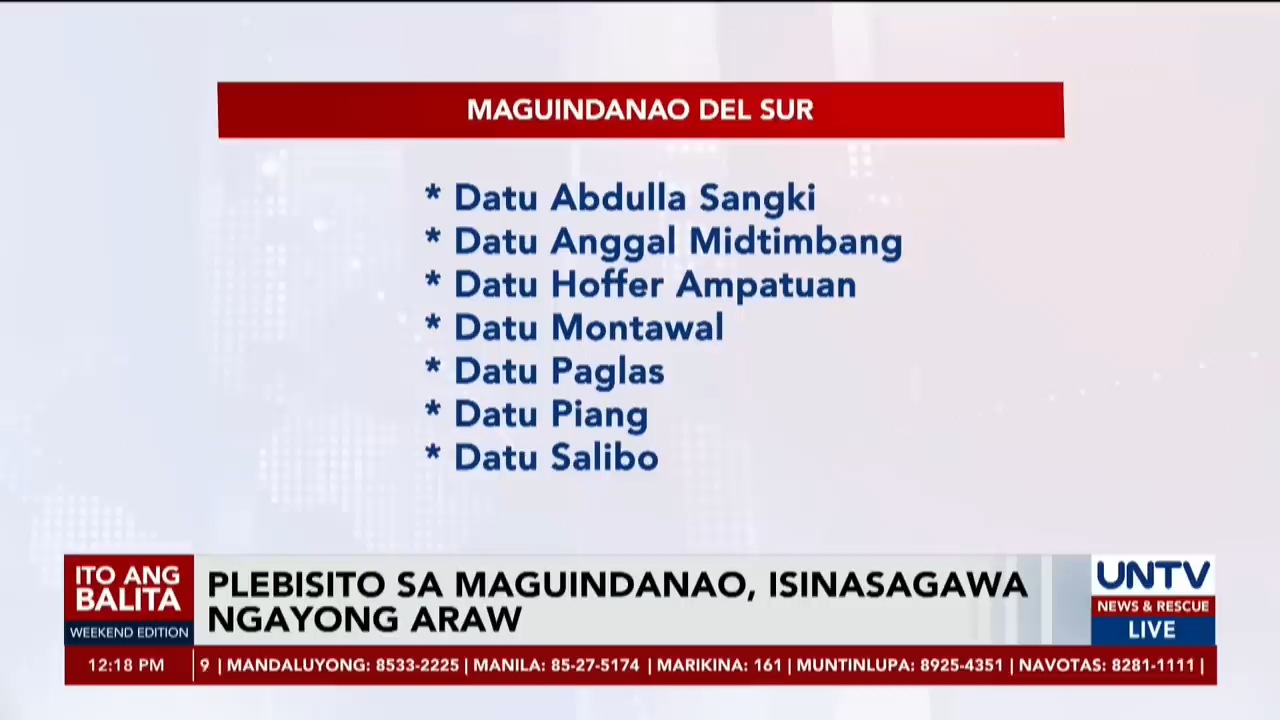 MAGUINDANAO DEL SUR
* Datu Abdulla Sangki
* Datu Anggal Midtimbang
* Datu Hoffer Ampatuan
* Datu Montawal
* Datu Paglas
* Datu Piang
* Datu Salibo
ITO ANG
BALITA
WEEKEND EDITION
PLEBISITO SA MAGUINDANAO, ISINASAGAWA
NGAYONG ARAW
UNTV
NEWS & RESCUE
LIVE
12:18 PM
9 | MANDALUYONG: 8533-2225 | MANILA: 85-27-5174 | MARIKINA: 161 | MUNTINLUPA: 8925-4351 | NAVOTAS: 8281-1111 |